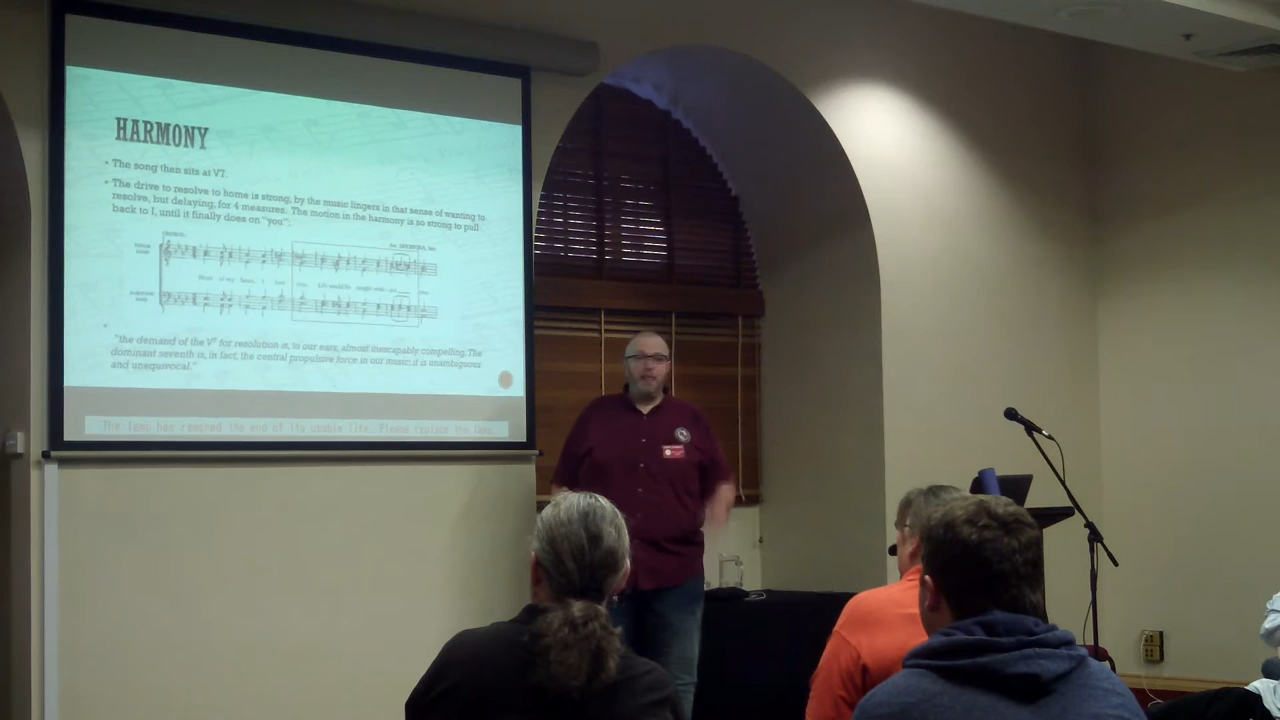 HARMONY
• The song then sits at V7.
• The drive to resolve to home is strong, by the music lingers in that sense of wanting to
resolve, but delaying, for 4 measures. The motion in the harmony is so strong to pull
back to I, until it finally does on "you":
"the demand of the V⁷ for resolution is, to our ears, almost inescapably compelling. The
dominant seventh is, in fact, the central propulsive force in our music; it is unambiguous
and unequivocal."
The lamp has reached the end of its usable life. Please replace the lamp.